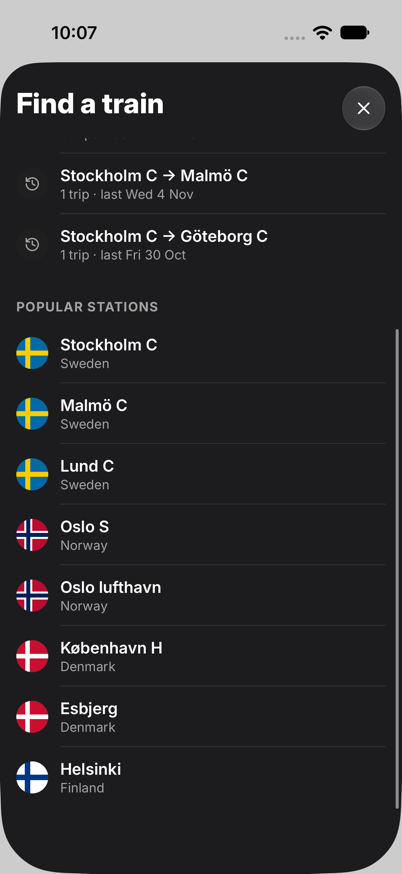 10:07
Find a train
Stockholm C → Malmö C
1 trip · last Wed 4 Nov
Stockholm C → Göteborg C
1 trip · last Fri 30 Oct
POPULAR STATIONS
Stockholm C
Sweden
Malmö C
Sweden
Lund C
Sweden
Oslo S
Norway
Oslo lufthavn
Norway
København H
Denmark
Esbjerg
Denmark
Helsinki
Finland